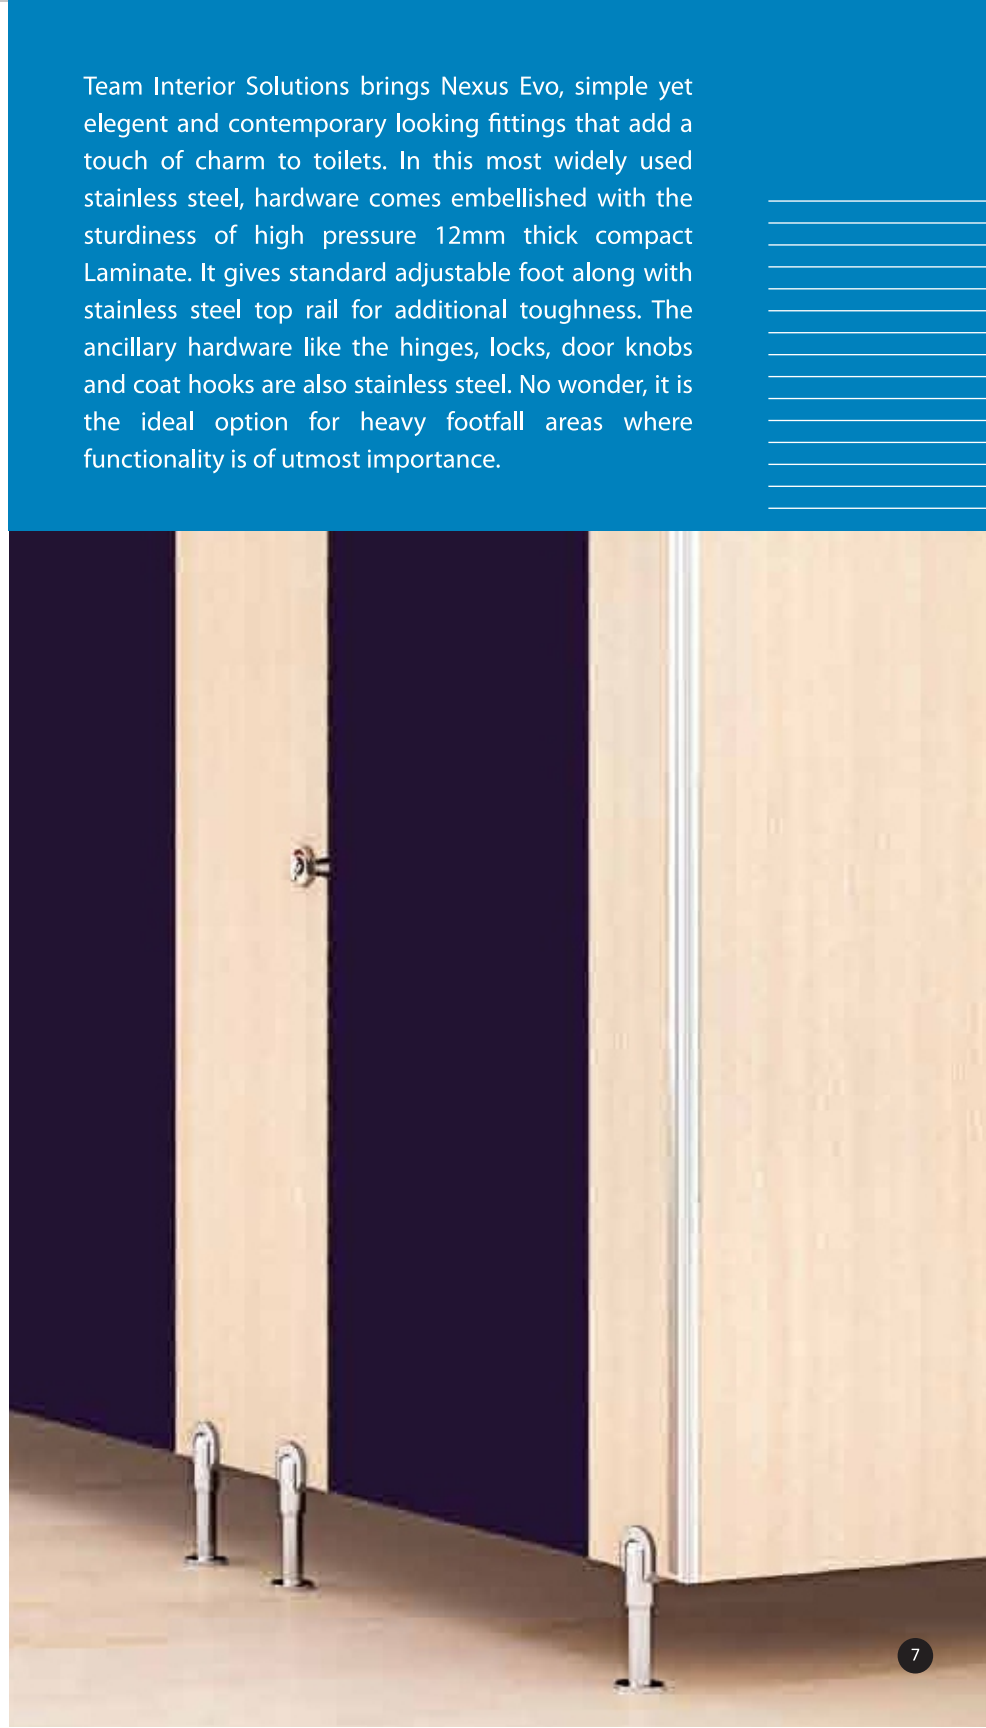 Team Interior Solutions brings Nexus Evo, simple yet
elegent and contemporary looking fittings that add a
touch of charm to toilets. In this most widely used
stainless steel, hardware comes embellished with the
sturdiness of high pressure 12mm thick compact
Laminate. It gives standard adjustable foot along with
stainless steel top rail for additional toughness. The
ancillary hardware like the hinges, locks, door knobs
and coat hooks are also stainless steel. No wonder, it is
the ideal option for heavy footfall areas where
functionality is of utmost importance.
7